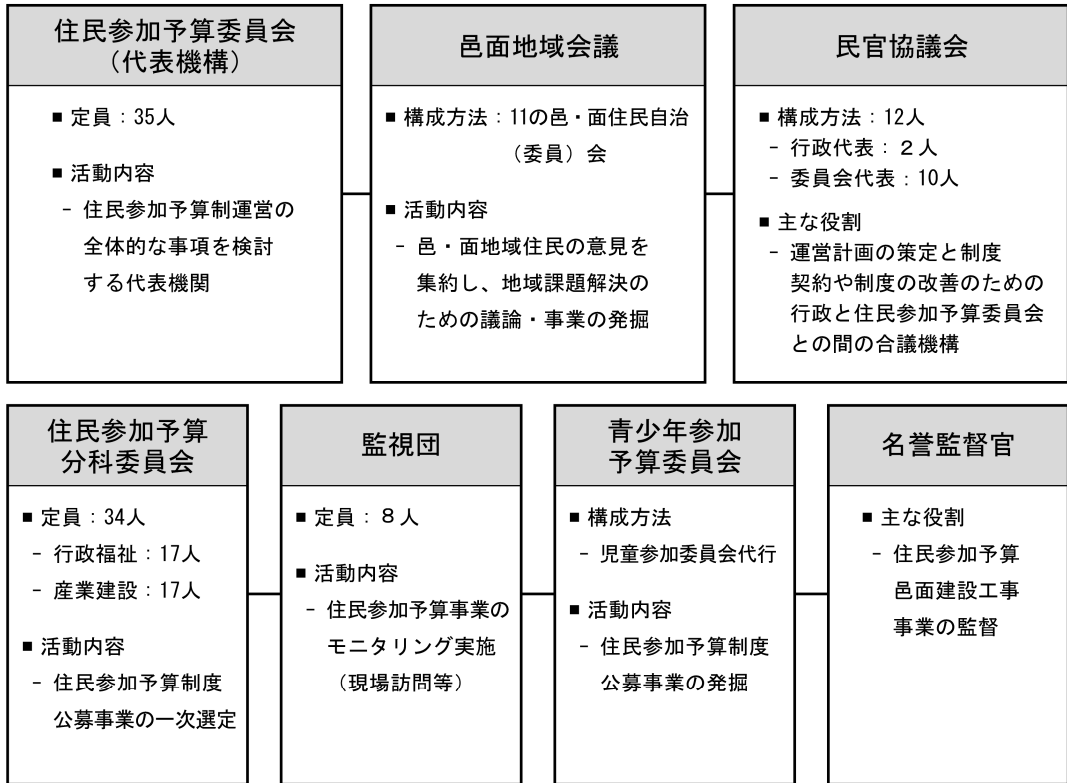 住民参加予算委員会
（代表機構）
■ 定員：35人
■ 活動内容
－ 住民参加予算制運営の
全体的な事項を検討
する代表機関
邑面地域会議
■ 構成方法：11の邑・面住民自治
（委員）会
■ 活動内容
－ 邑・面地域住民の意見を
集約し、地域課題解決の
ための議論・事業の発掘
民官協議会
■ 構成方法：12人
－ 行政代表：２人
－ 委員会代表：10人
■ 主な役割
－ 運営計画の策定と制度
契約や制度の改善のための
行政と住民参加予算委員会
との間の合議機構
住民参加予算
分科委員会
■ 定員：34人
－ 行政福祉：17人
－ 産業建設：17人
■ 活動内容
－ 住民参加予算制度
公募事業の一次選定
監視団
■ 定員：８人
■ 活動内容
－ 住民参加予算事業の
モニタリング実施
（現場訪問等）
青少年参加
予算委員会
■ 構成方法
－ 児童参加委員会代行
■ 活動内容
－ 住民参加予算制度
公募事業の発掘
名誉監督官
■ 主な役割
－ 住民参加予算
邑面建設工事
事業の監督